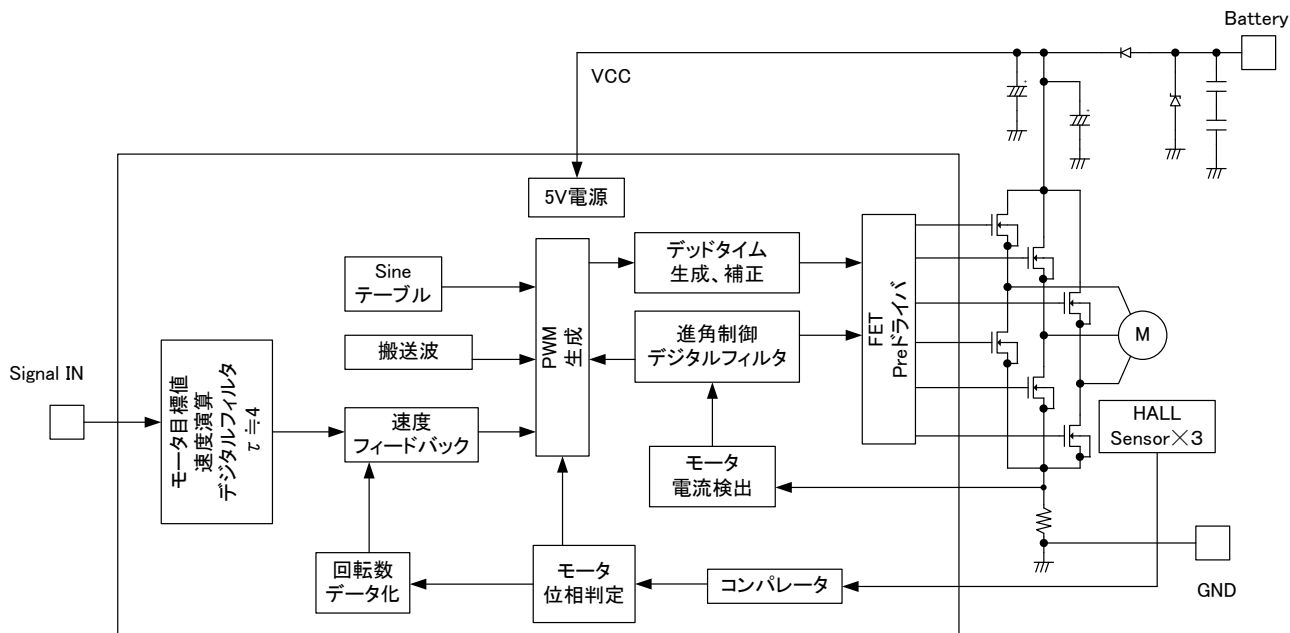 Battery
VCC
5V電源
デッドタイム
生成、補正
Sine
テーブル
PWM
生成
FET
Preドライバ
進角制御
デジタルフィルタ
搬送波
M
Signal IN
モータ目標値
速度演算
デジタルフィルタ
τ≒4
速度
フィードバック
HALL
Sensor×3
モータ
電流検出
回転数
データ化
モータ
位相判定
コンパレータ
GND